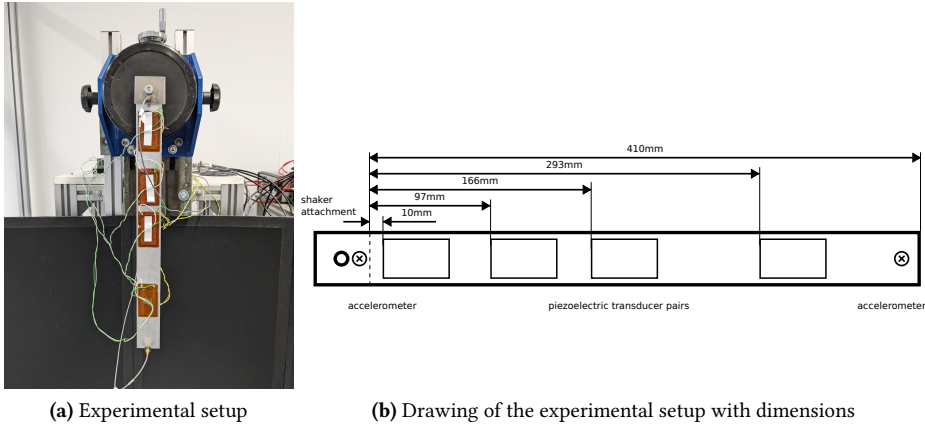 410mm
293mm
166mm
97mm
shaker
attachment
10mm
accelerometer
piezoelectric transducer pairs
accelerometer
(a) Experimental setup
(b) Drawing of the experimental setup with dimensions